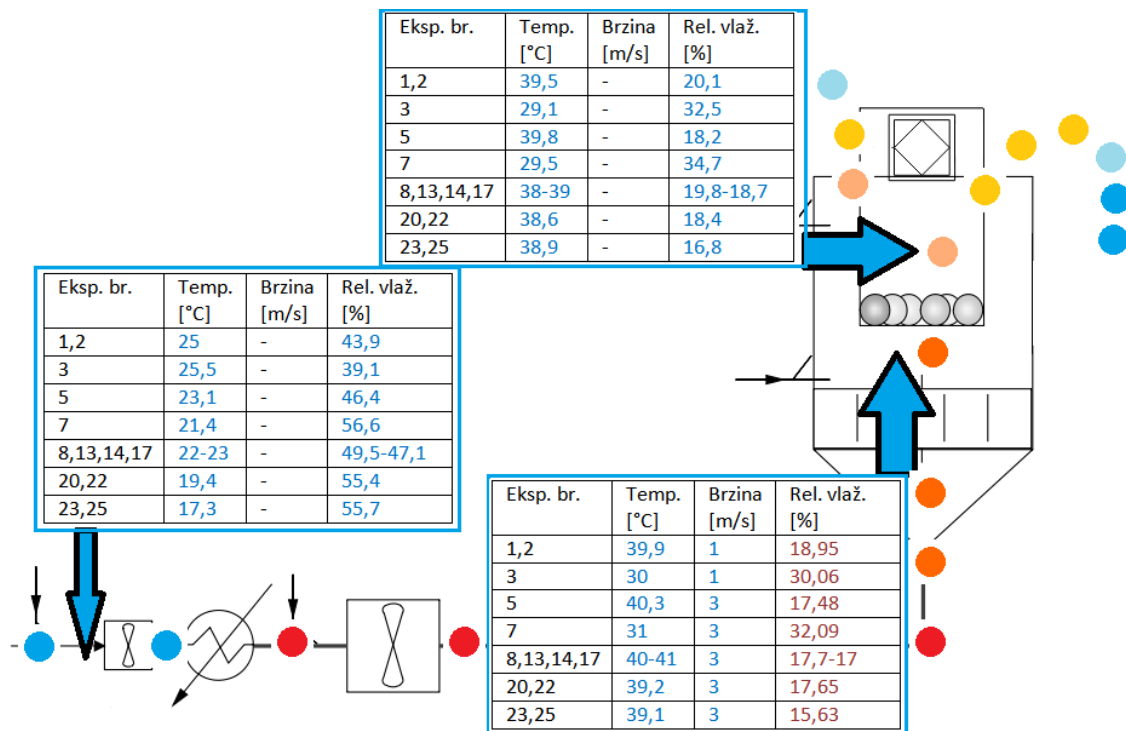 Eksp. br. Temp. [°C] Brzina [m/s] Rel. vlaž. [%]
1,2 39,5 - 20,1
3 29,1 - 32,5
5 39,8 - 18,2
7 29,5 - 34,7
8,13,14,17 38-39 - 19,8-18,7
20,22 38,6 - 18,4
23,25 38,9 - 16,8
Eksp. br. Temp. [°C] Brzina [m/s] Rel. vlaž. [%]
1,2 25 - 43,9
3 25,5 - 39,1
5 23,1 - 46,4
7 21,4 - 56,6
8,13,14,17 22-23 - 49,5-47,1
20,22 19,4 - 55,4
23,25 17,3 - 55,7
Eksp. br. Temp. [°C] Brzina [m/s] Rel. vlaž. [%]
1,2 39,9 1 18,95
3 30 1 30,06
5 40,3 3 17,48
7 31 3 32,09
8,13,14,17 40-41 3 17,7-17
20,22 39,2 3 17,65
23,25 39,1 3 15,63